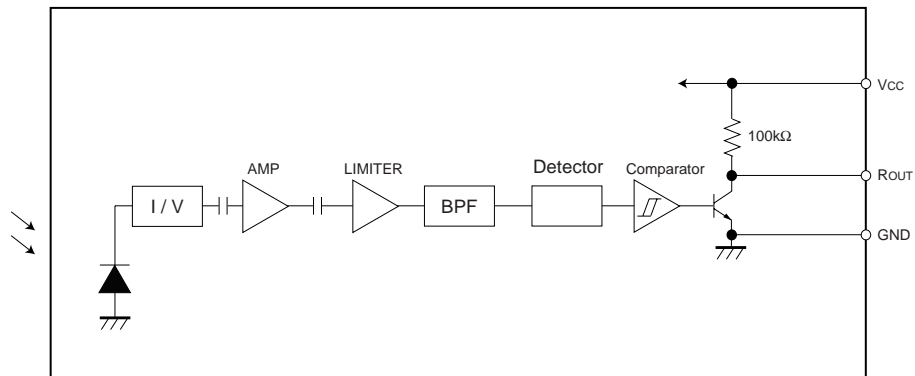 Vcc
100kΩ
AMP
LIMITER
Detector
Comparator
ROUT
I / V
BPF
GND